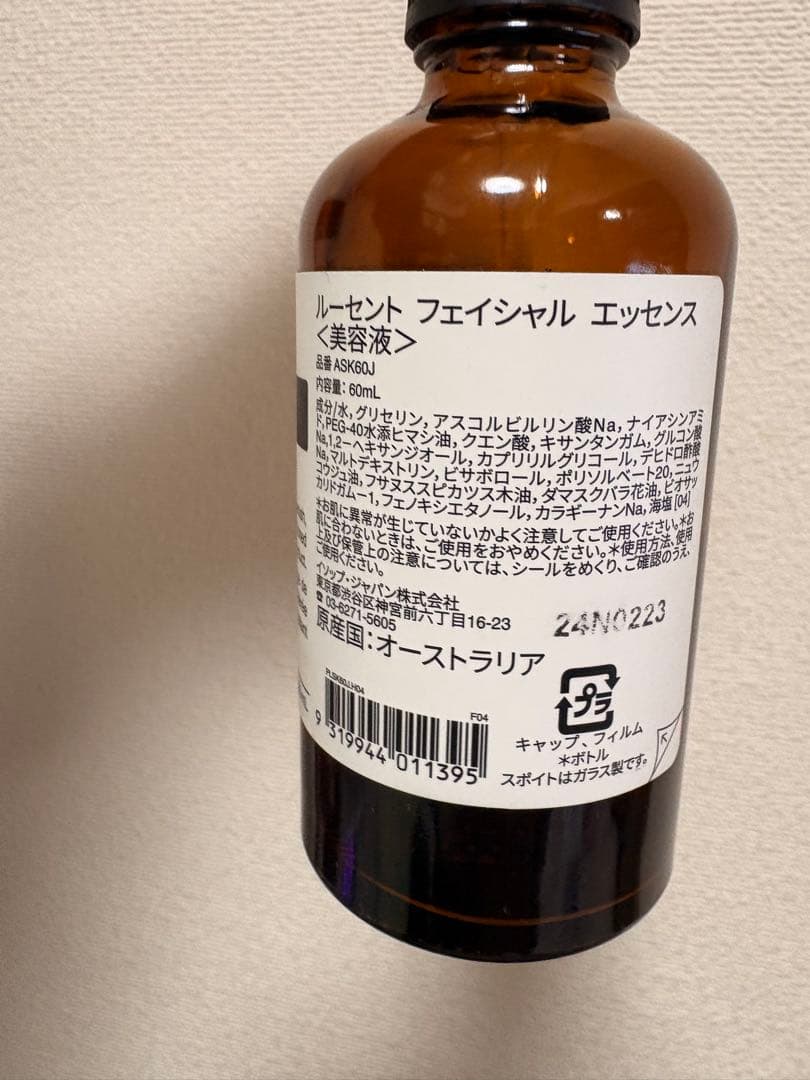 ルーセント フェイシャル エッセンス
＜美容液＞
品番 ASK60J
内容量：60mL
成分/水，グリセリン，アスコルビルリン酸Na，ナイアシンアミ
ド，PEG-40水添ヒマシ油，クエン酸，キサンタンガム，グルコン酸
Na，1,2-ヘキサンジオール，カプリリルグリコール，デヒドロ酢酸
Na，マルトデキストリン，ビサボロール，ポリソルベート20，ニュウ
コウジュ油，フサヌススピカツス木油，ダマスクバラ花油，ビオサッ
カリドガム-1，フェノキシエタノール，カラギーナンNa，海塩 [04]
＊お肌に異常が生じていないかよく注意してご使用ください。＊お
肌に合わないときは、ご使用をおやめください。＊使用方法、使用
上及び保管上の注意については、シールをめくり、ご確認のうえ、
ご使用ください。
イソップ・ジャパン株式会社
東京都渋谷区神宮前六丁目16-23
☎ 03-6271-5605
24N0223
原産国：オーストラリア
PLSK60JJH04
F04
9 319944 011395
プラ
キャップ、フィルム
＊ボトル
スポイトはガラス製です。